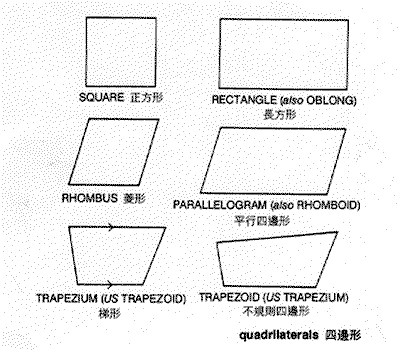 SQUARE 正方形
RECTANGLE (also OBLONG)
長方形
RHOMBUS 菱形
PARALLELOGRAM (also RHOMBOID)
平行四邊形
TRAPEZIUM (US TRAPEZOID)
梯形
TRAPEZOID (US TRAPEZIUM)
不規則四邊形
quadrilaterals 四邊形